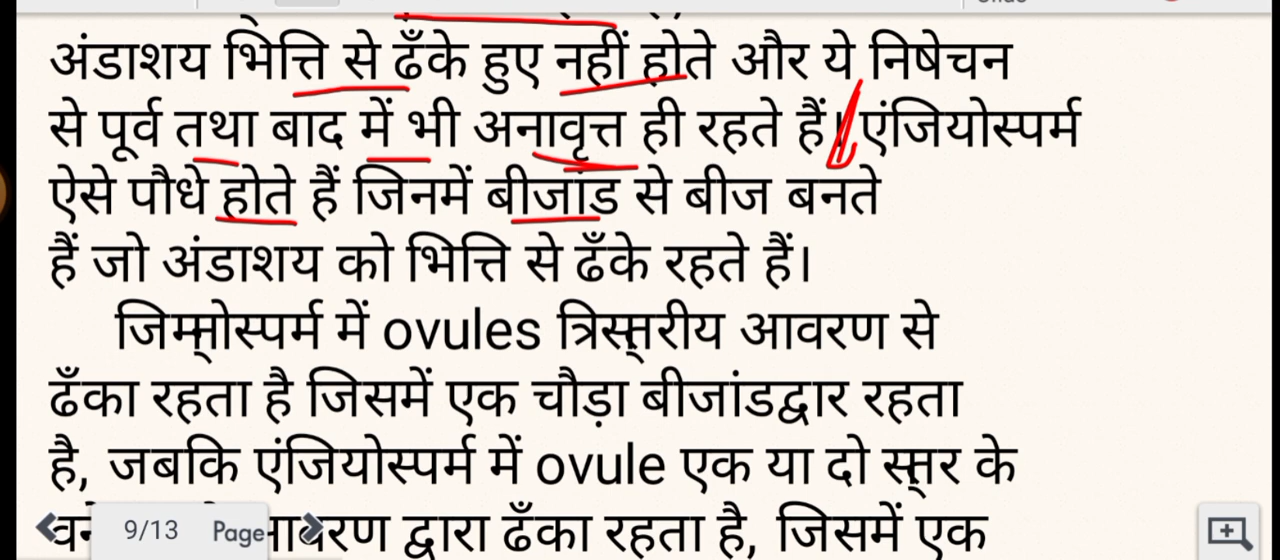 अंडाशय भित्ति से ढँके हुए नहीं होते और ये निषेचन
से पूर्व तथा बाद में भी अनावृत्त ही रहते हैं। एंजियोस्पर्म
ऐसे पौधे होते हैं जिनमें बीजांड से बीज बनते
हैं जो अंडाशय को भित्ति से ढँके रहते हैं।
जिम्नोस्पर्म में ovules त्रिस्तरीय आवरण से
ढँका रहता है जिसमें एक चौड़ा बीजांडद्वार रहता
है, जबकि एंजियोस्पर्म में ovule एक या दो स्तर के
द्वारा ढँका रहता है, जिसमें एक
9/13 Page